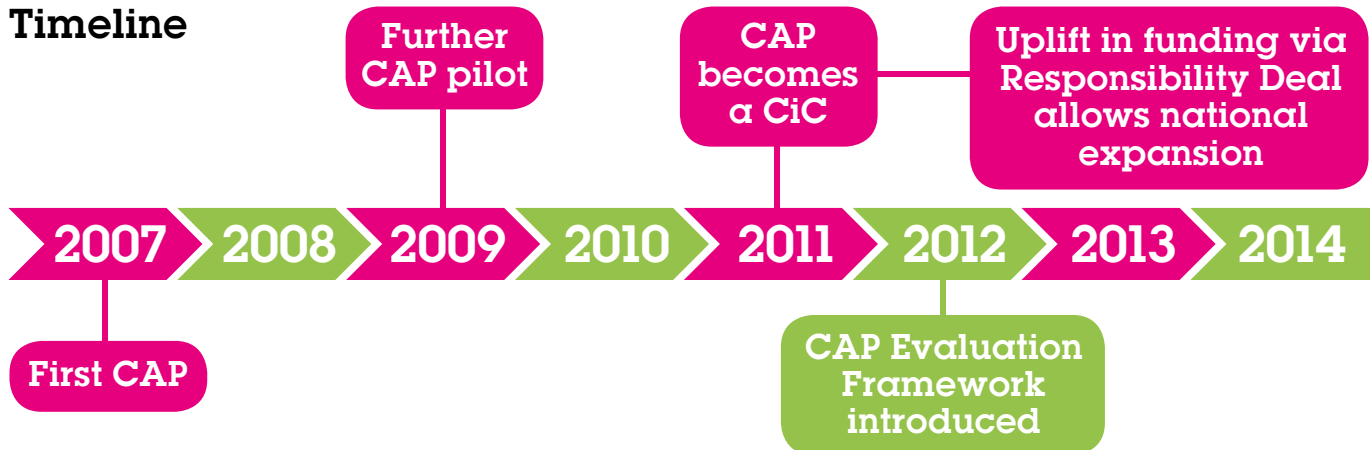 Timeline
Further
CAP pilot
CAP
becomes
a CiC
Uplift in funding via
Responsibility Deal
allows national
expansion
2007 2008 2009 2010 2011 2012 2013 2014
First CAP
CAP Evaluation
Framework
introduced